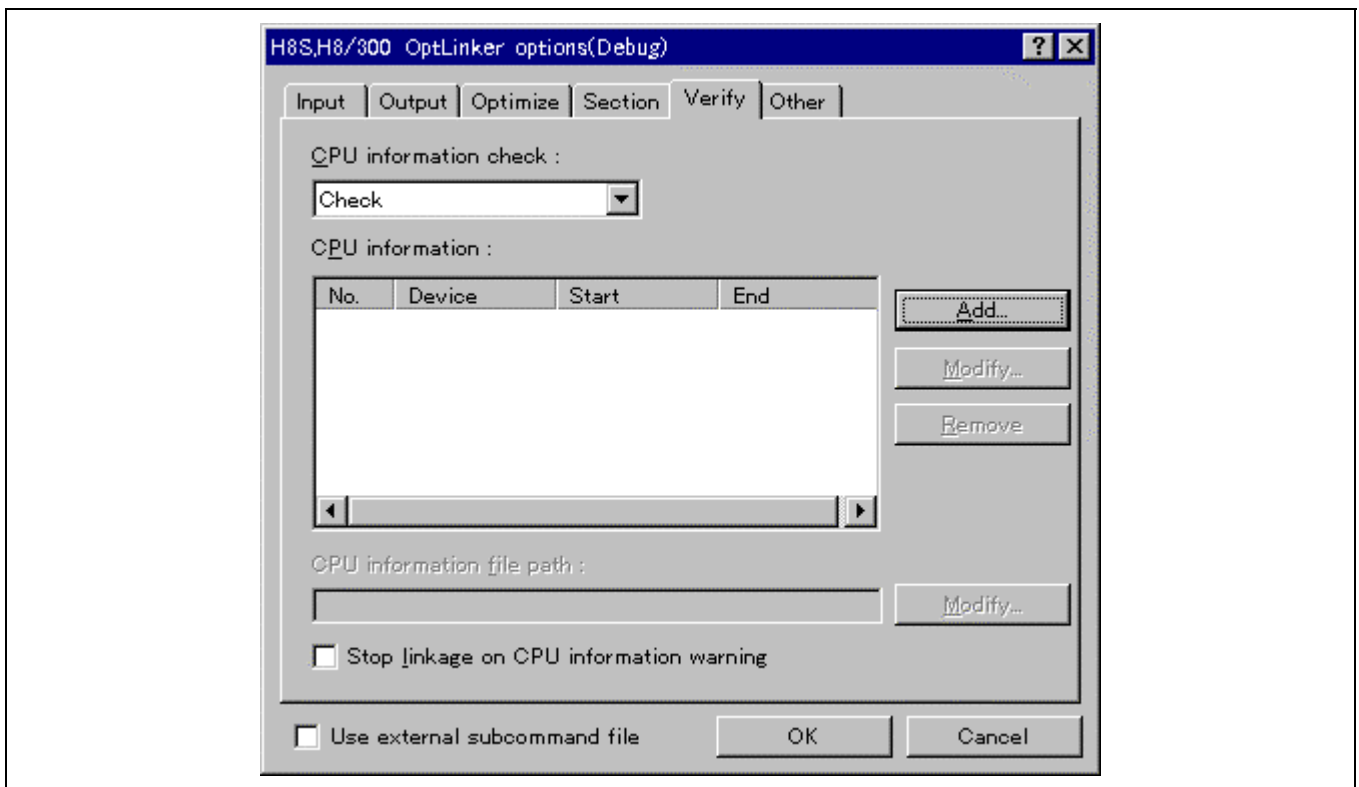 H8S,H8/300 OptLinker options(Debug)
Input Output Optimize Section Verify Other
CPU information check :
Check
CPU information :
No. Device Start End
Add...
Modify...
Remove
CPU information file path :
Modify...
Stop linkage on CPU information warning
Use external subcommand file OK Cancel